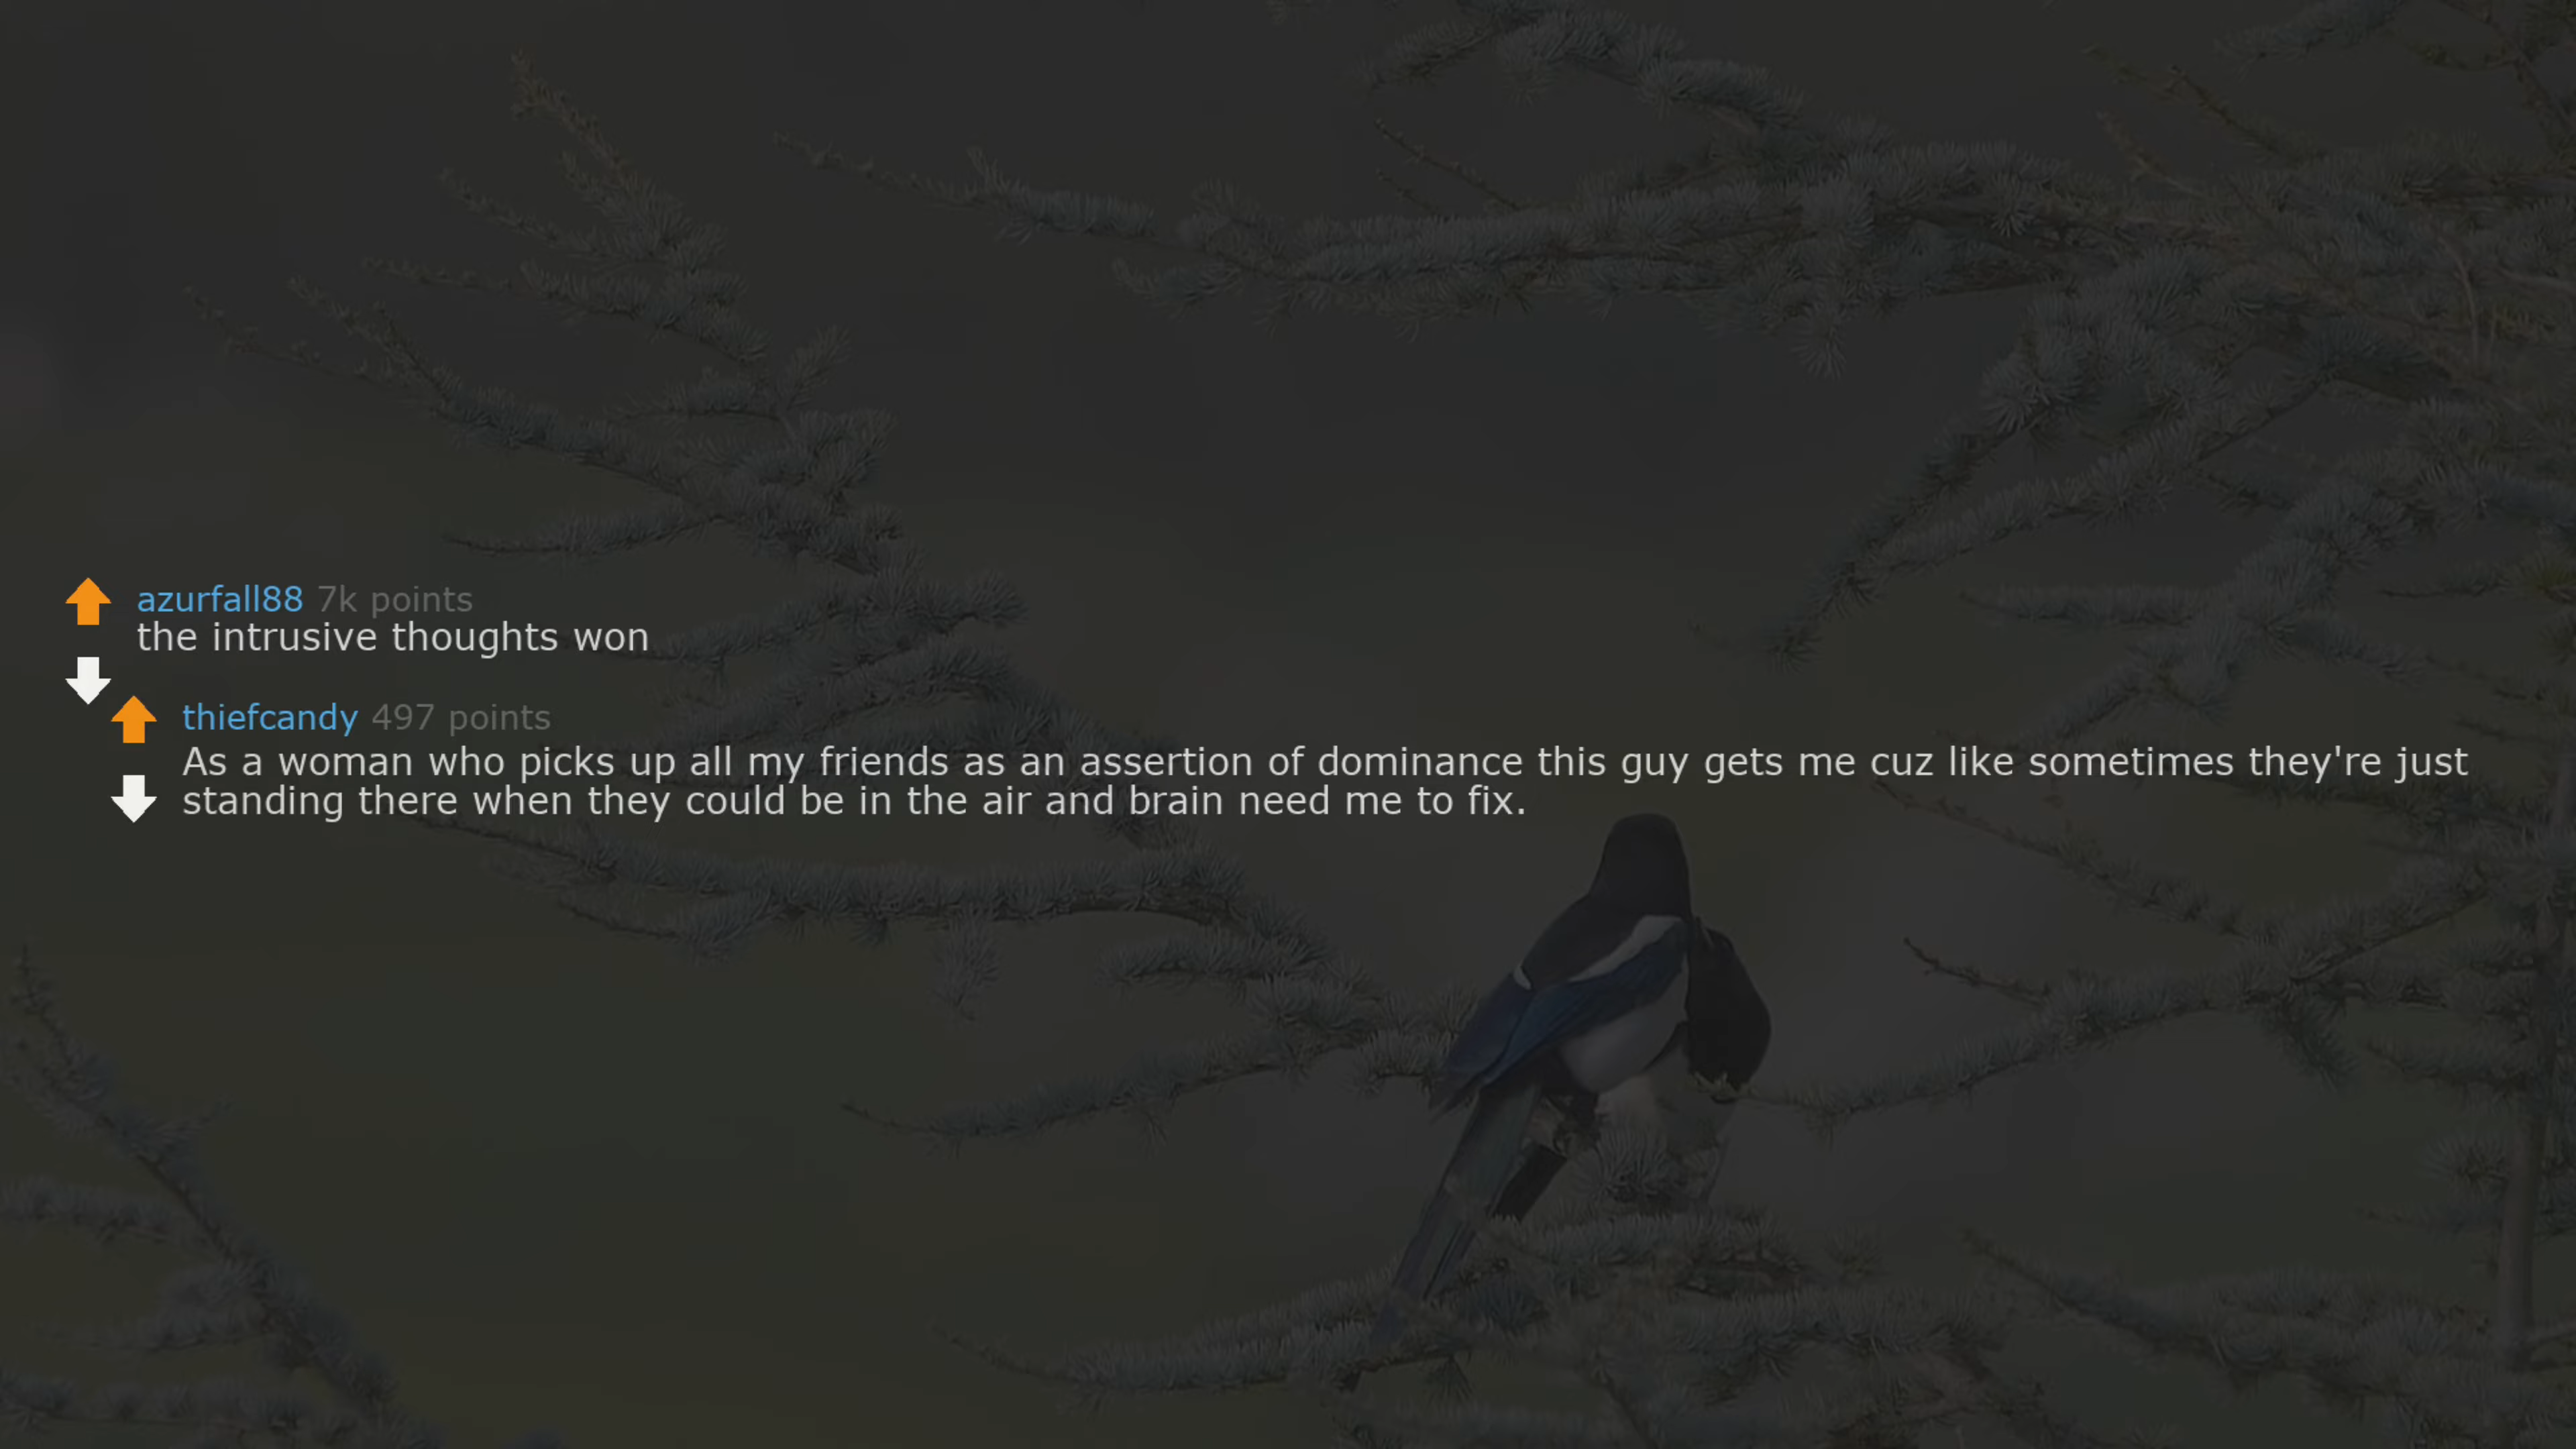 azurfall88 7k points
the intrusive thoughts won
thiefcandy 497 points
As a woman who picks up all my friends as an assertion of dominance this guy gets me cuz like sometimes they're just
standing there when they could be in the air and brain need me to fix.